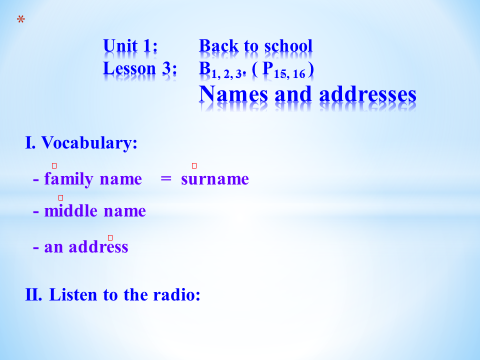 *
Unit 1: Back to school
Lesson 3: B1, 2, 3, ( P15, 16 )
Names and addresses
I. Vocabulary:
- family name = surname
- middle name
- an address
II. Listen to the radio: